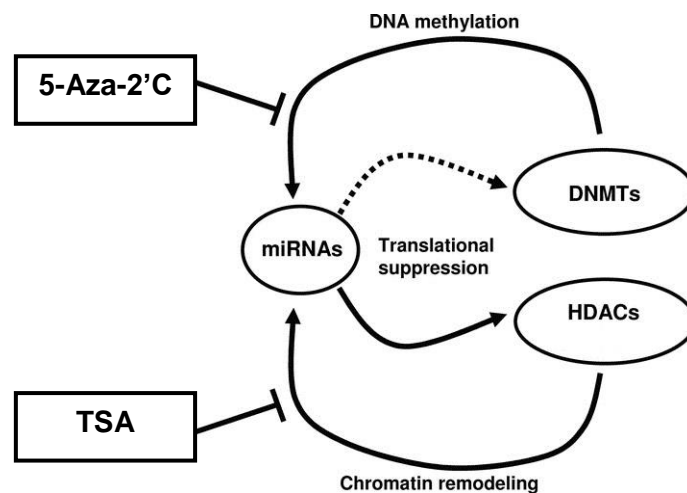 DNA methylation
5-Aza-2’C
DNMTs
miRNAs
Translational
suppression
HDACs
TSA
Chromatin remodeling